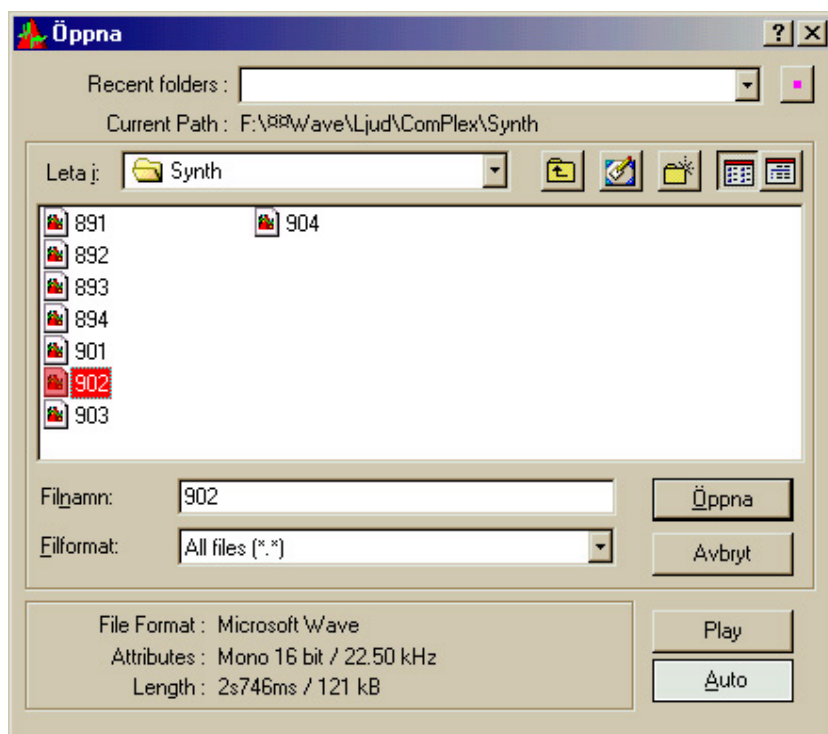 Öppna
Recent folders :
Current Path : F:\¤¤Wave\Ljud\ComPlex\Synth
Leta i: Synth
891 904
892
893
894
901
902
903
Filnamn: 902 Öppna
Filformat: All files (*.*) Avbryt
File Format : Microsoft Wave Play
Attributes : Mono 16 bit / 22.50 kHz
Length : 2s746ms / 121 kB Auto